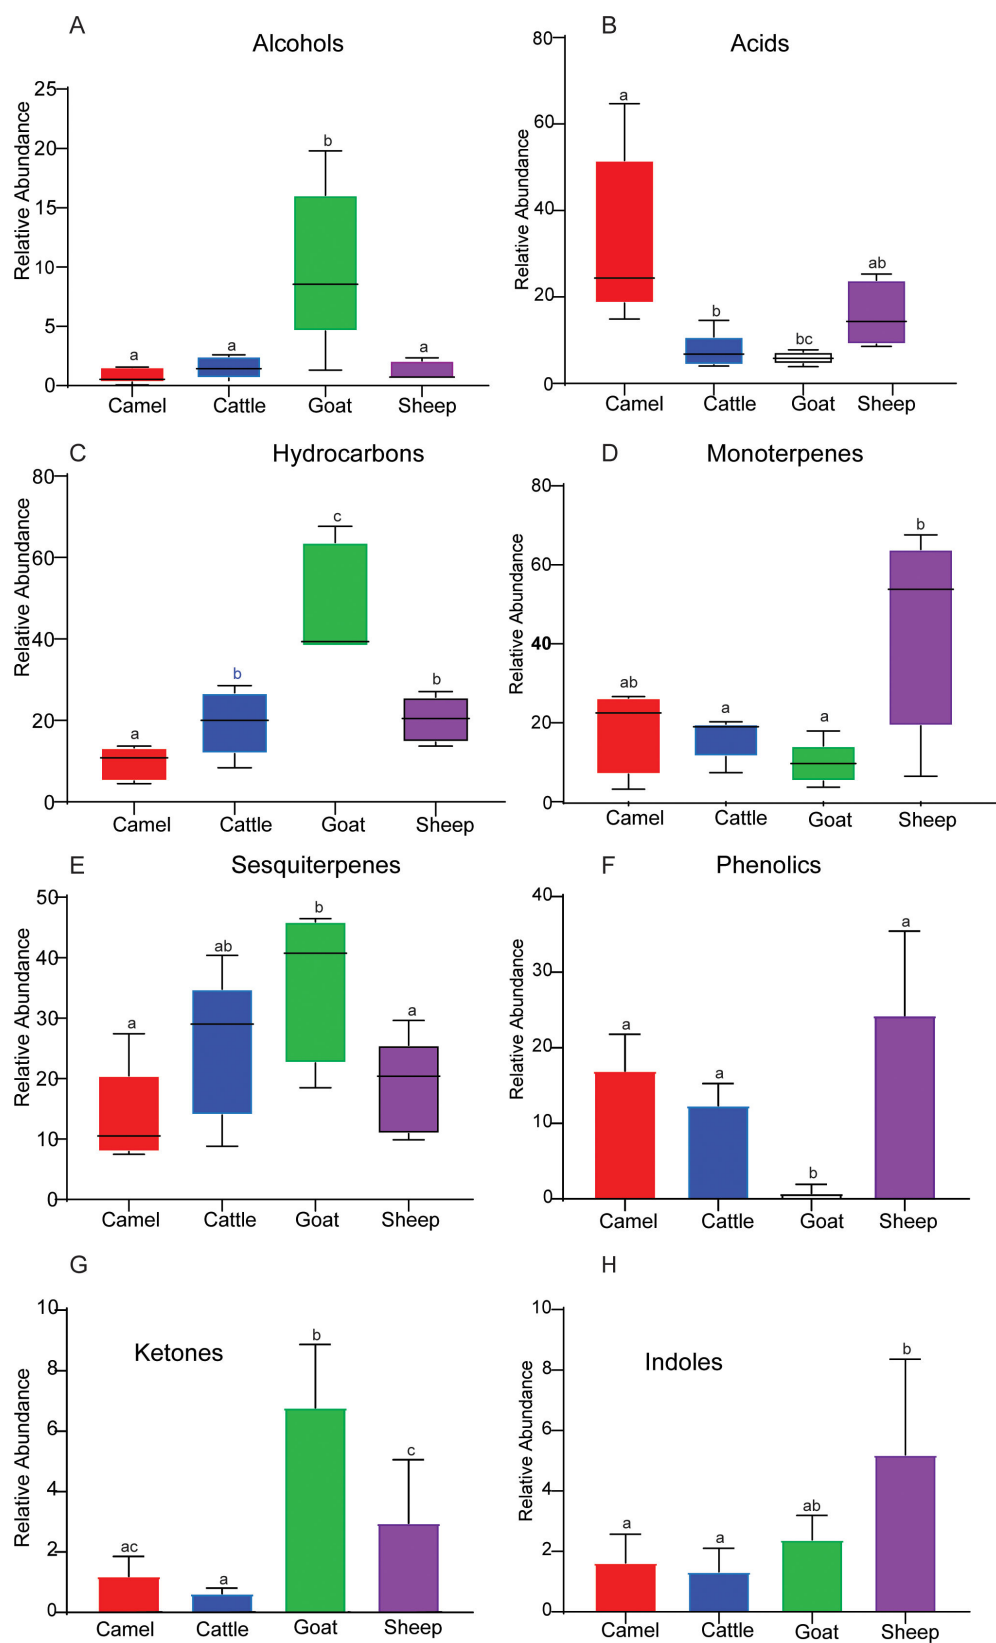 A
Alcohols
25
20
15
10
5
0
Relative Abundance
a
a
b
a
Camel
Cattle
Goat
Sheep
B
Acids
80
60
40
20
0
Relative Abundance
a
b
bc
ab
Camel
Cattle
Goat
Sheep
C
Hydrocarbons
80
60
40
20
0
Relative Abundance
a
b
c
b
Camel
Cattle
Goat
Sheep
D
Monoterpenes
80
60
40
20
0
Relative Abundance
ab
a
a
b
Camel
Cattle
Goat
Sheep
E
Sesquiterpenes
50
40
30
20
10
0
Relative Abundance
a
ab
b
a
Camel
Cattle
Goat
Sheep
F
Phenolics
40
30
20
10
0
Relative Abundance
a
a
b
a
Camel
Cattle
Goat
Sheep
G
Ketones
10
8
6
4
2
0
Relative Abundance
ac
a
b
c
Camel
Cattle
Goat
Sheep
H
Indoles
10
8
6
4
2
0
Relative Abundance
a
a
ab
b
Camel
Cattle
Goat
Sheep